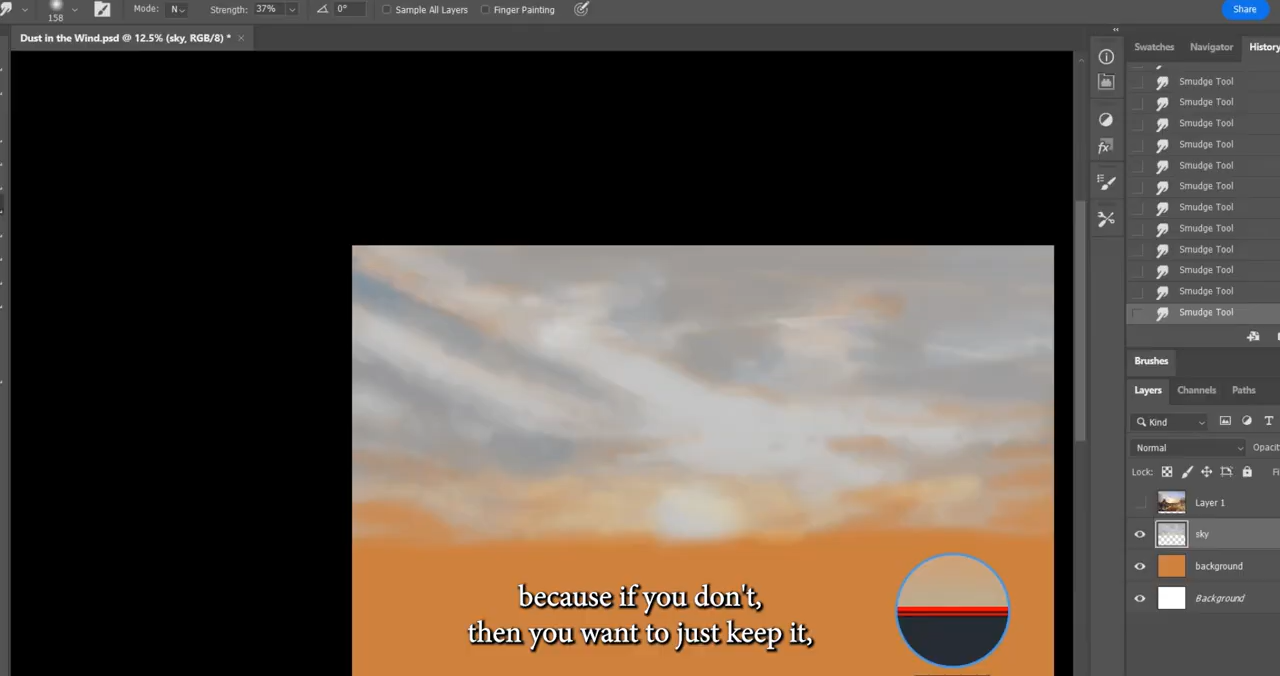 Mode: N
Strength: 37%
0°
Sample All Layers
Finger Painting
Share
158
Dust in the Wind.psd @ 12.5% (sky, RGB/8) *
Swatches
Navigator
History
Smudge Tool
Smudge Tool
Smudge Tool
Smudge Tool
Smudge Tool
Smudge Tool
Smudge Tool
Smudge Tool
Smudge Tool
Smudge Tool
Smudge Tool
Smudge Tool
Brushes
Layers
Channels
Paths
Kind
Normal
Opacit
Lock:
Fi
Layer 1
sky
background
Background
because if you don't,
then you want to just keep it,